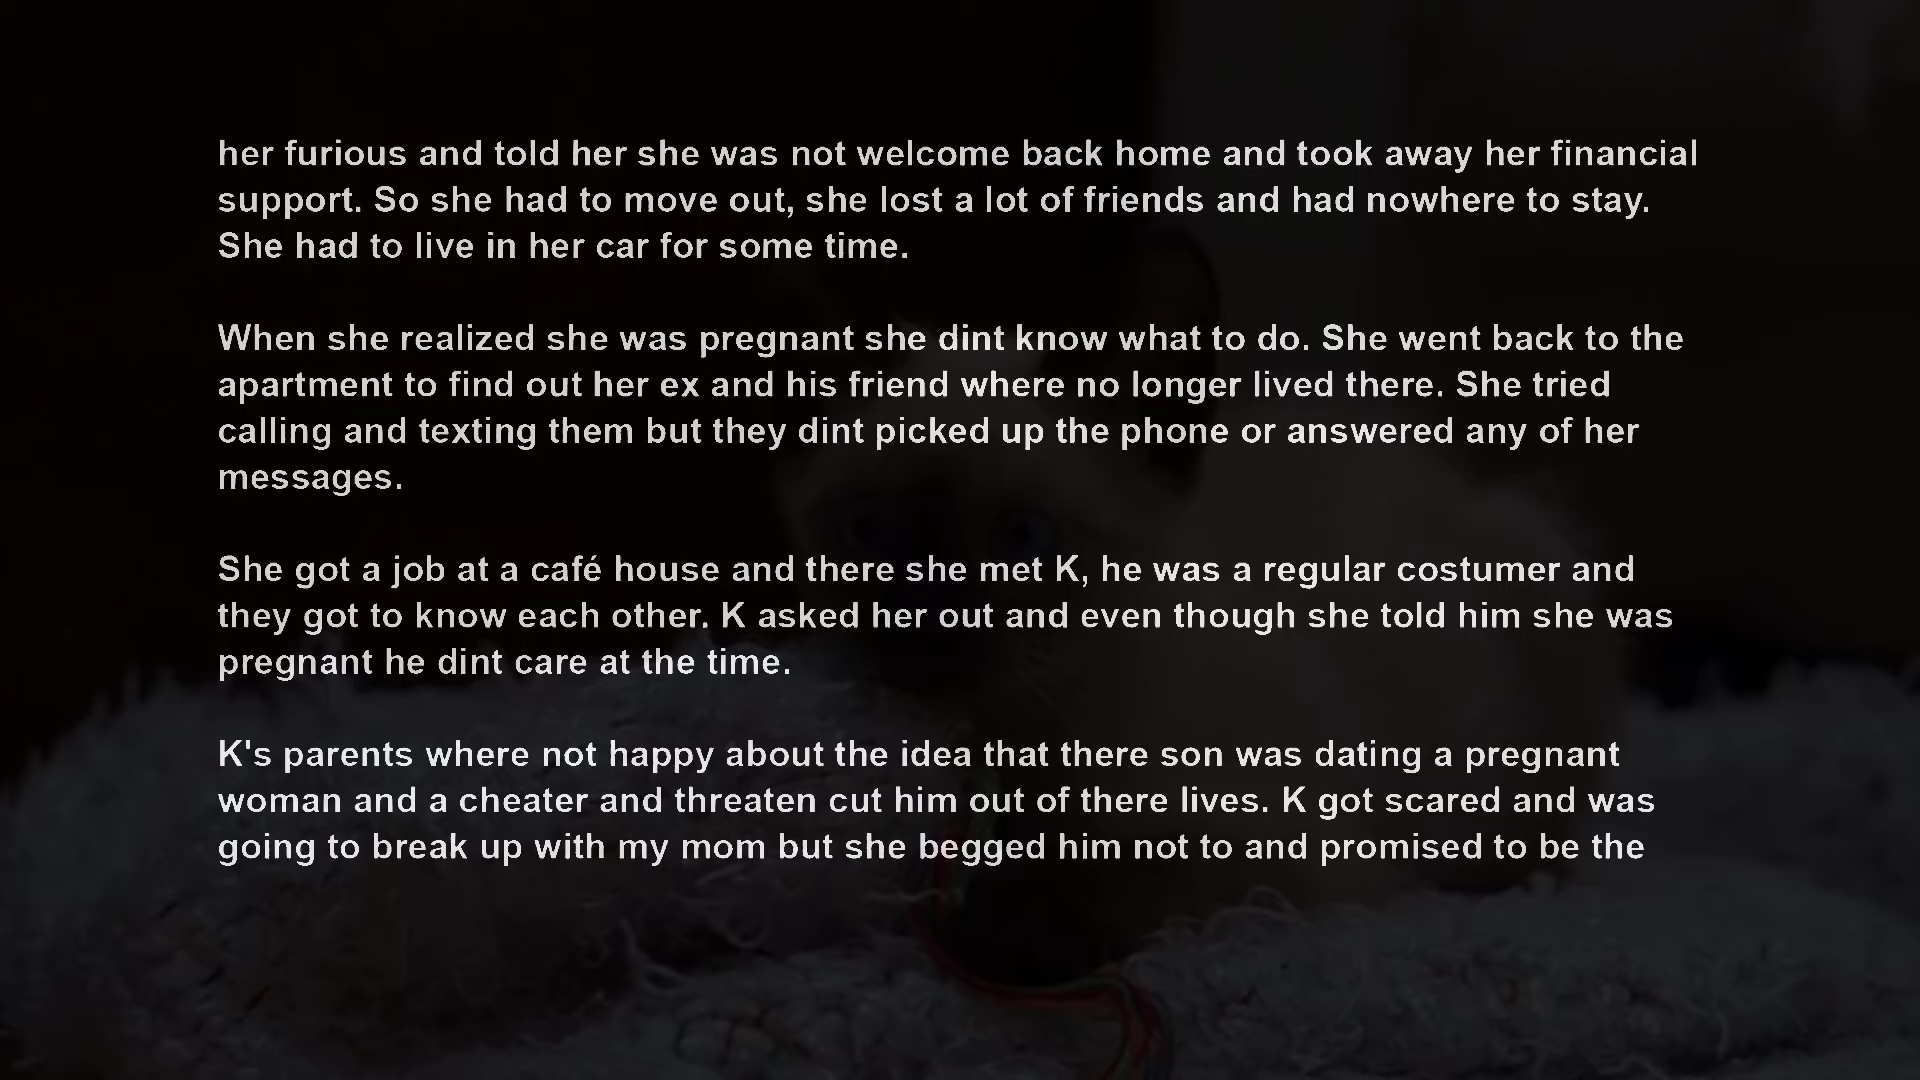 her furious and told her she was not welcome back home and took away her financial
support. So she had to move out, she lost a lot of friends and had nowhere to stay.
She had to live in her car for some time.
When she realized she was pregnant she dint know what to do. She went back to the
apartment to find out her ex and his friend where no longer lived there. She tried
calling and texting them but they dint picked up the phone or answered any of her
messages.
She got a job at a café house and there she met K, he was a regular costumer and
they got to know each other. K asked her out and even though she told him she was
pregnant he dint care at the time.
K's parents where not happy about the idea that there son was dating a pregnant
woman and a cheater and threaten cut him out of there lives. K got scared and was
going to break up with my mom but she begged him not to and promised to be the